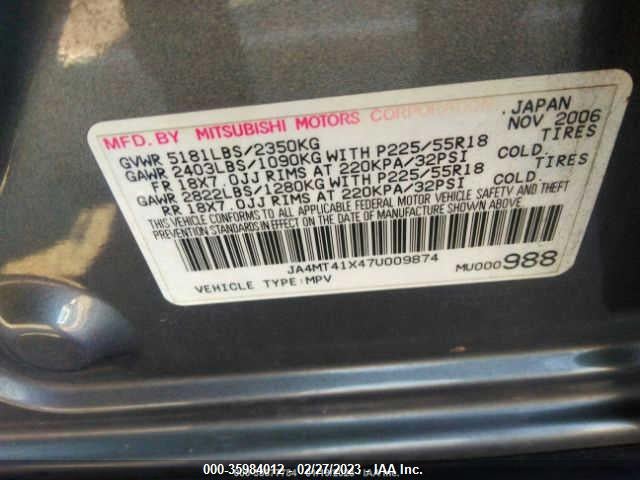 MFD.BY MITSUBISHI MOTORS CORPORATION JAPAN
GVWR 5181LBS/2350KG NOV 2006
GAWR 2403LBS/1090KG WITH P225/55R18 TIRES
FR 18X7.0JJ RIMS AT 220KPA/32PSI COLD.
GAWR 2822LBS/1280KG WITH P225/55R18 TIRES
RR 18X7.0JJ RIMS AT 220KPA/32PSI COLD.
THIS VEHICLE CONFORMS TO ALL APPLICABLE FEDERAL MOTOR VEHICLE SAFETY AND THEFT
PREVENTION STANDARDS IN EFFECT ON THE DATE OF MANUFACTURE SHOWN ABOVE.
JA4MT41X47U009874 MU000988
VEHICLE TYPE:MPV
000-35984012 - 02/27/2023 - IAA Inc.